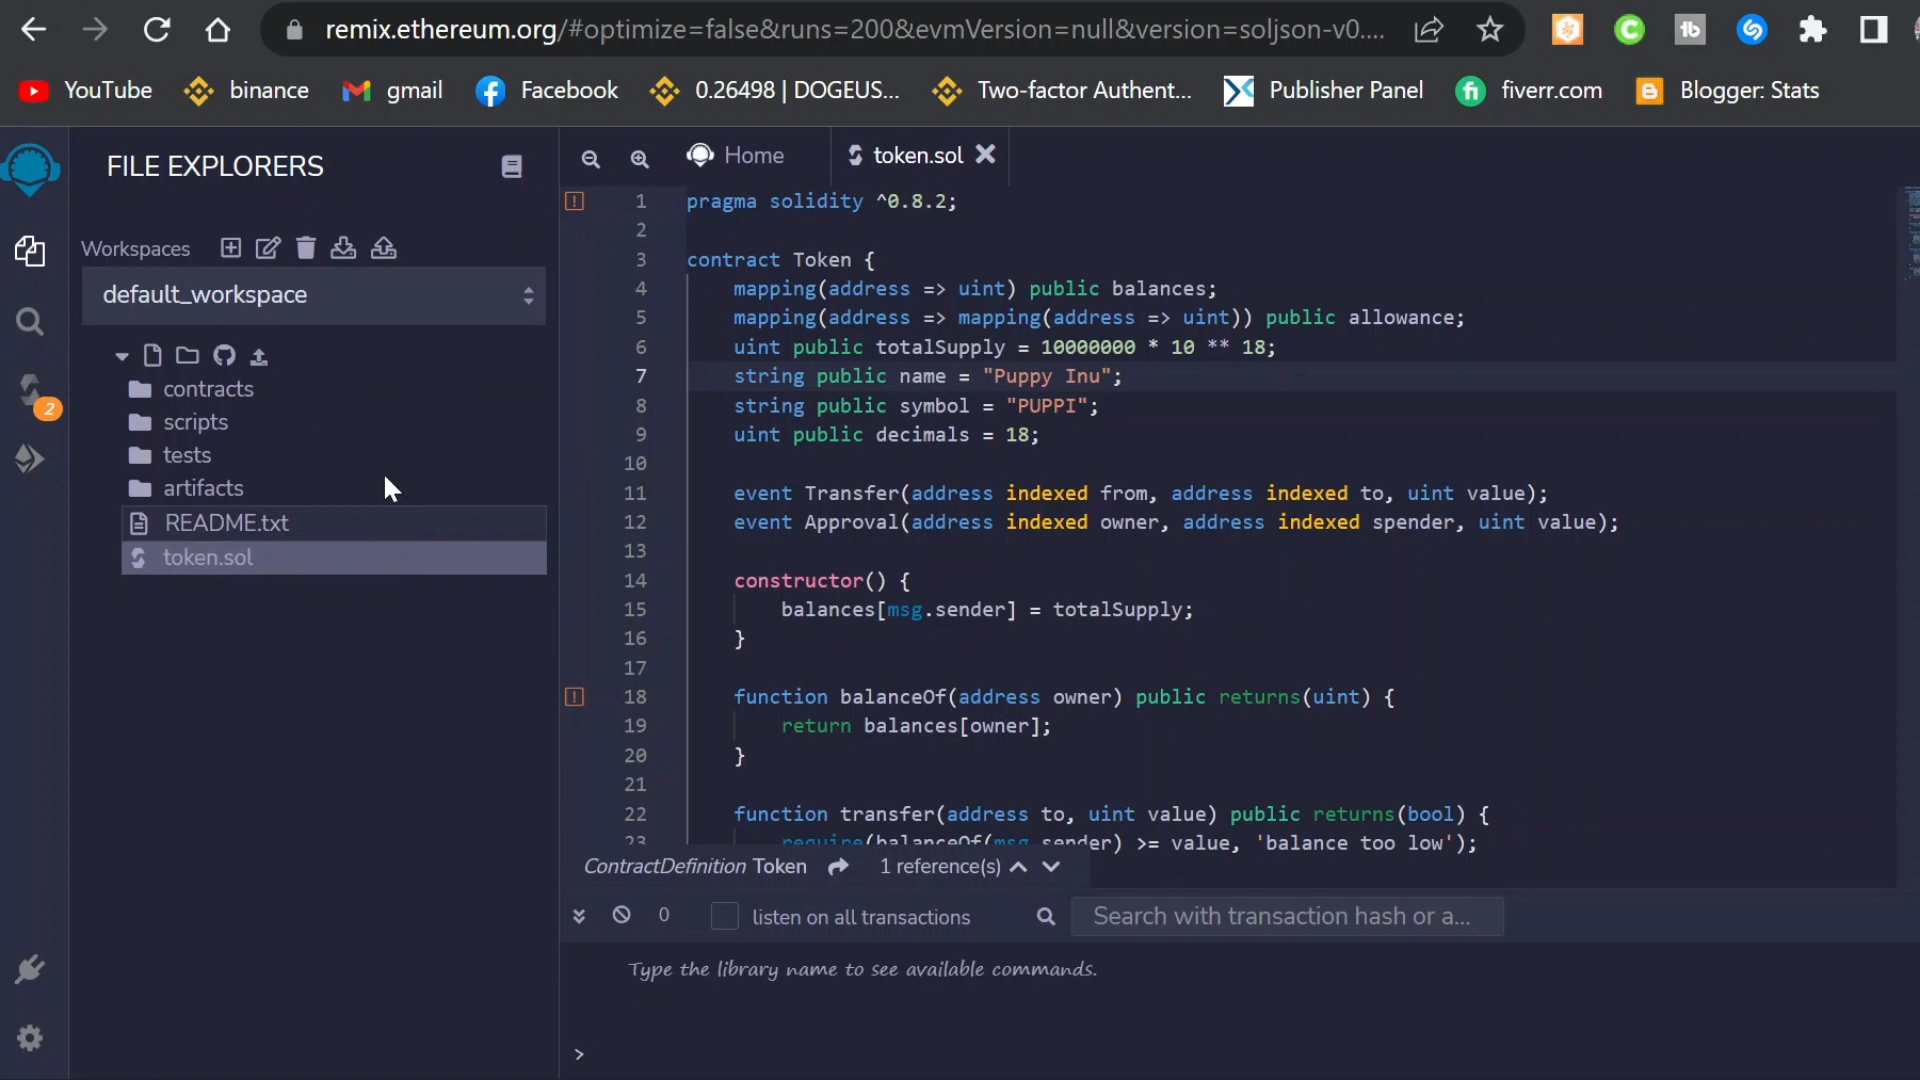 remix.ethereum.org/#optimize=false&runs=200&evmVersion=null&version=soljson-v0....
YouTube binance gmail Facebook 0.26498 | DOGEUS... Two-factor Authent... Publisher Panel fiverr.com Blogger: Stats
FILE EXPLORERS
Workspaces
default_workspace
contracts
scripts
tests
artifacts
README.txt
token.sol
2
Home token.sol
1 pragma solidity ^0.8.2;
2
3 contract Token {
4 mapping(address => uint) public balances;
5 mapping(address => mapping(address => uint)) public allowance;
6 uint public totalSupply = 10000000 * 10 ** 18;
7 string public name = "Puppy Inu";
8 string public symbol = "PUPPI";
9 uint public decimals = 18;
10
11 event Transfer(address indexed from, address indexed to, uint value);
12 event Approval(address indexed owner, address indexed spender, uint value);
13
14 constructor() {
15 balances[msg.sender] = totalSupply;
16 }
17
18 function balanceOf(address owner) public returns(uint) {
19 return balances[owner];
20 }
21
22 function transfer(address to, uint value) public returns(bool) {
23 require(balanceOf(msg.sender) >= value, 'balance too low');
ContractDefinition Token 1 reference(s)
0 listen on all transactions Search with transaction hash or a...
Type the library name to see available commands.
>